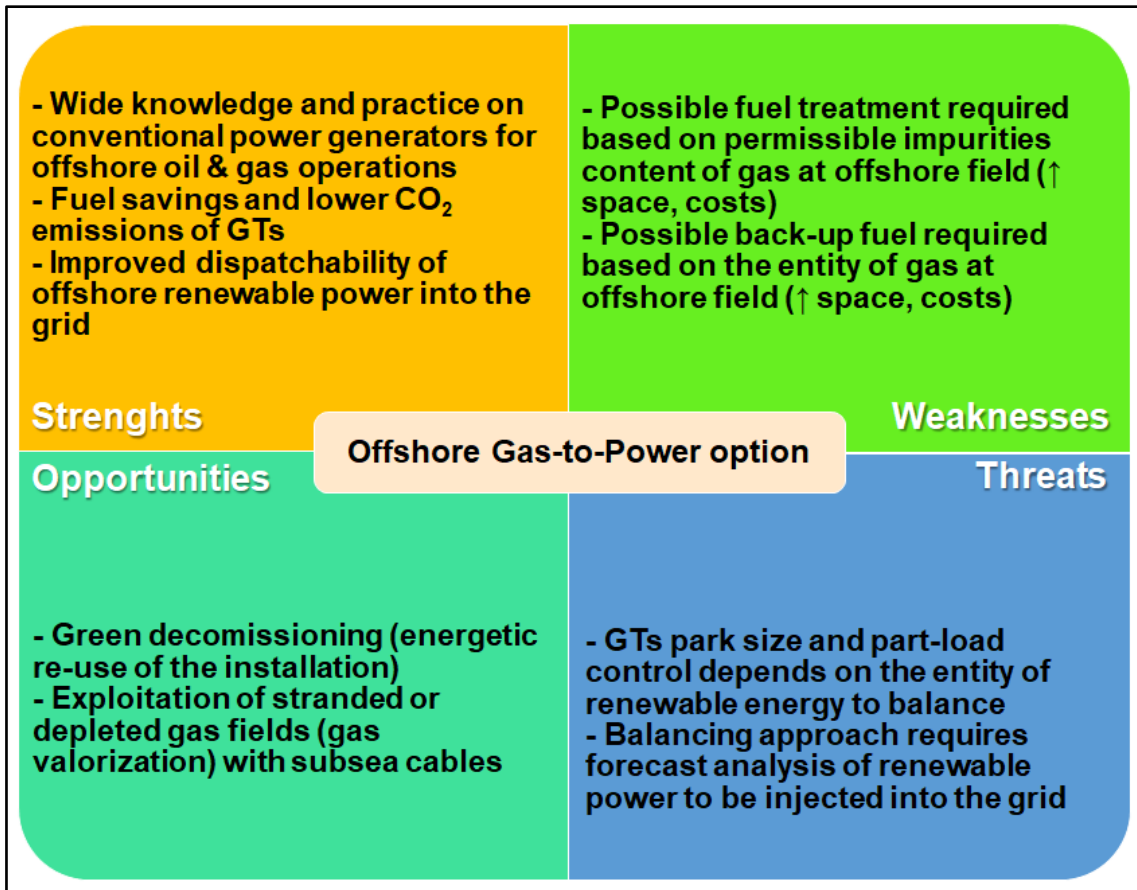 - Wide knowledge and practice on
conventional power generators for
offshore oil & gas operations
- Fuel savings and lower CO₂
emissions of GTs
- Improved dispatchability of
offshore renewable power into the
grid
Strenghts
- Possible fuel treatment required
based on permissible impurities
content of gas at offshore field (↑
space, costs)
- Possible back-up fuel required
based on the entity of gas at
offshore field (↑ space, costs)
Weaknesses
Offshore Gas-to-Power option
Opportunities
- Green decomissioning (energetic
re-use of the installation)
- Exploitation of stranded or
depleted gas fields (gas
valorization) with subsea cables
Threats
- GTs park size and part-load
control depends on the entity of
renewable energy to balance
- Balancing approach requires
forecast analysis of renewable
power to be injected into the grid